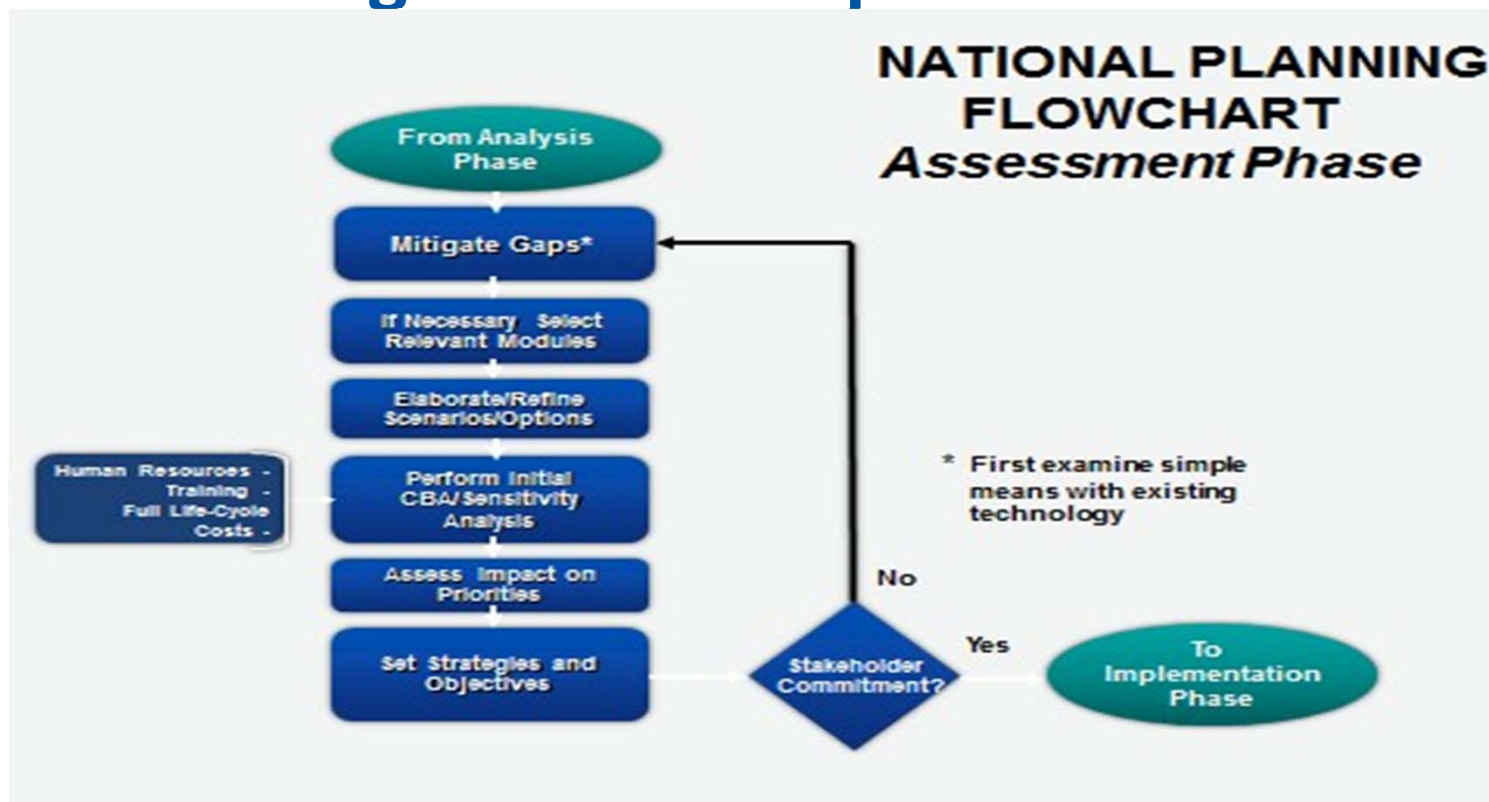 NATIONAL PLANNING
FLOWCHART
Assessment Phase
From Analysis
Phase
Mitigate Gaps*
If Necessary Select
Relevant Modules
Elaborate/Refine
Scenarios/Options
Human Resources -
Training -
Full Life-Cycle
Costs -
Perform Initial
CBA/Sensitivity
Analysis
* First examine simple
means with existing
technology
Assess Impact on
Priorities
No
Set Strategies and
Objectives
Stakeholder
Commitment?
Yes
To
Implementation
Phase